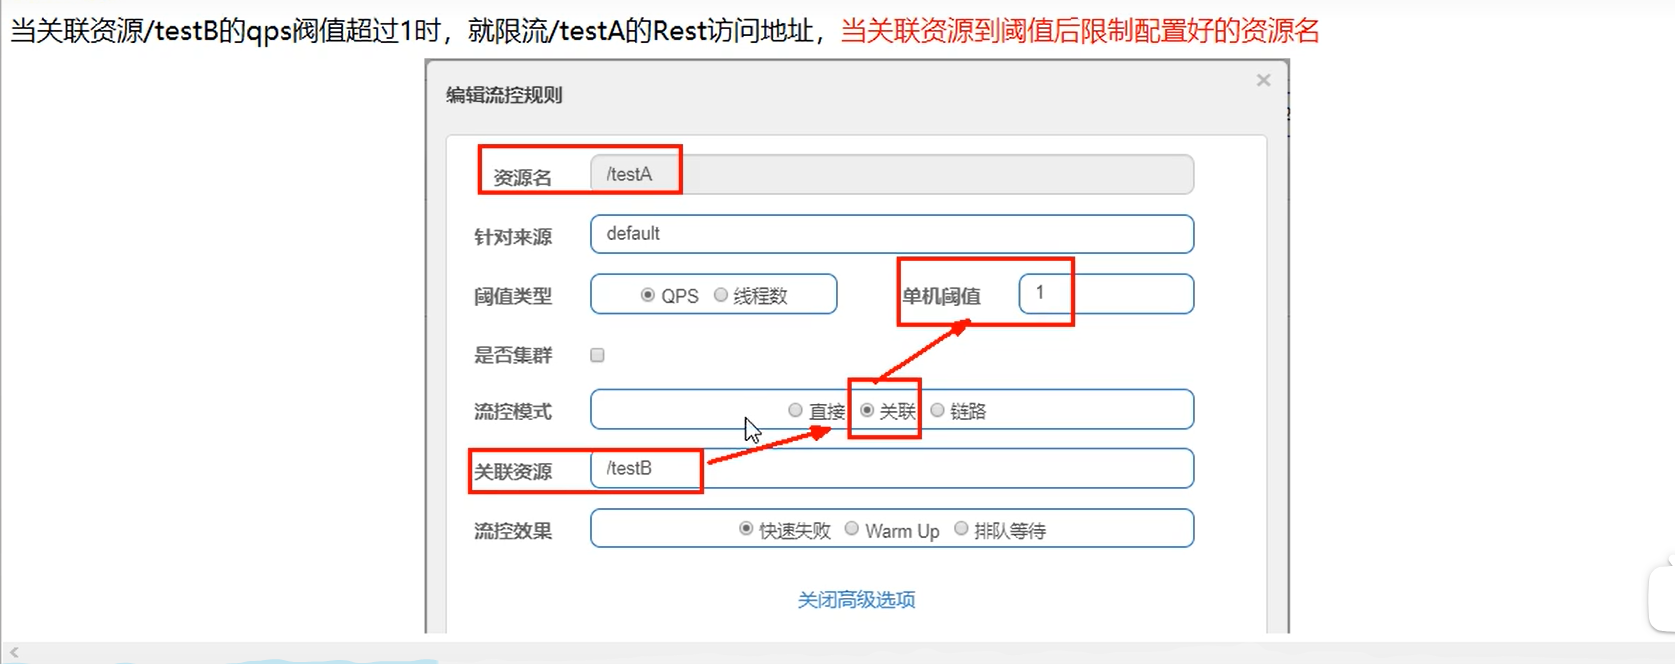 当关联资源/testB的qps阀值超过1时，就限流/testA的Rest访问地址，当关联资源到阈值后限制配置好的资源名
编辑流控规则
×
资源名 /testA
针对来源 default
阈值类型 QPS 线程数 单机阈值 1
是否集群
流控模式 直接 关联 链路
关联资源 /testB
流控效果 快速失败 Warm Up 排队等待
关闭高级选项